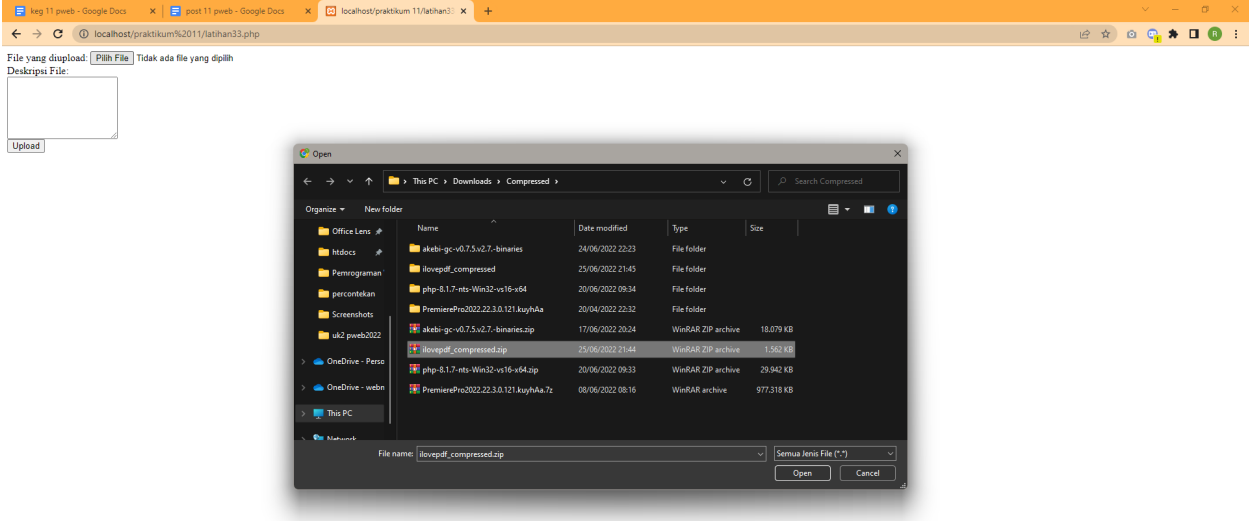 keg 11 pweb - Google Docs
post 11 pweb - Google Docs
localhost/praktikum 11/latihan33
localhost/praktikum%2011/latihan33.php
R
File yang diupload: Pilih File Tidak ada file yang dipilih
Deskripsi File:
Upload
Open
This PC > Downloads > Compressed >
Search Compressed
Organize
New folder
Office Lens
htdocs
Pemrograman
percontekan
Screenshots
uk2 pweb2022
OneDrive - Perso
OneDrive - webn
This PC
Network
Name Date modified Type Size
akebi-gc-v0.7.5.v2.7.-binaries 24/06/2022 22:23 File folder
ilovepdf_compressed 25/06/2022 21:45 File folder
php-8.1.7-nts-Win32-vs16-x64 20/06/2022 09:34 File folder
PremierePro2022.22.3.0.121.kuyhAa 20/04/2022 22:32 File folder
akebi-gc-v0.7.5.v2.7.-binaries.zip 17/06/2022 20:24 WinRAR ZIP archive 18.079 KB
ilovepdf_compressed.zip 25/06/2022 21:44 WinRAR ZIP archive 1.562 KB
php-8.1.7-nts-Win32-vs16-x64.zip 20/06/2022 09:33 WinRAR ZIP archive 29.942 KB
PremierePro2022.22.3.0.121.kuyhAa.7z 08/06/2022 08:16 WinRAR archive 977.318 KB
File name: ilovepdf_compressed.zip
Semua Jenis File (*.*)
Open
Cancel